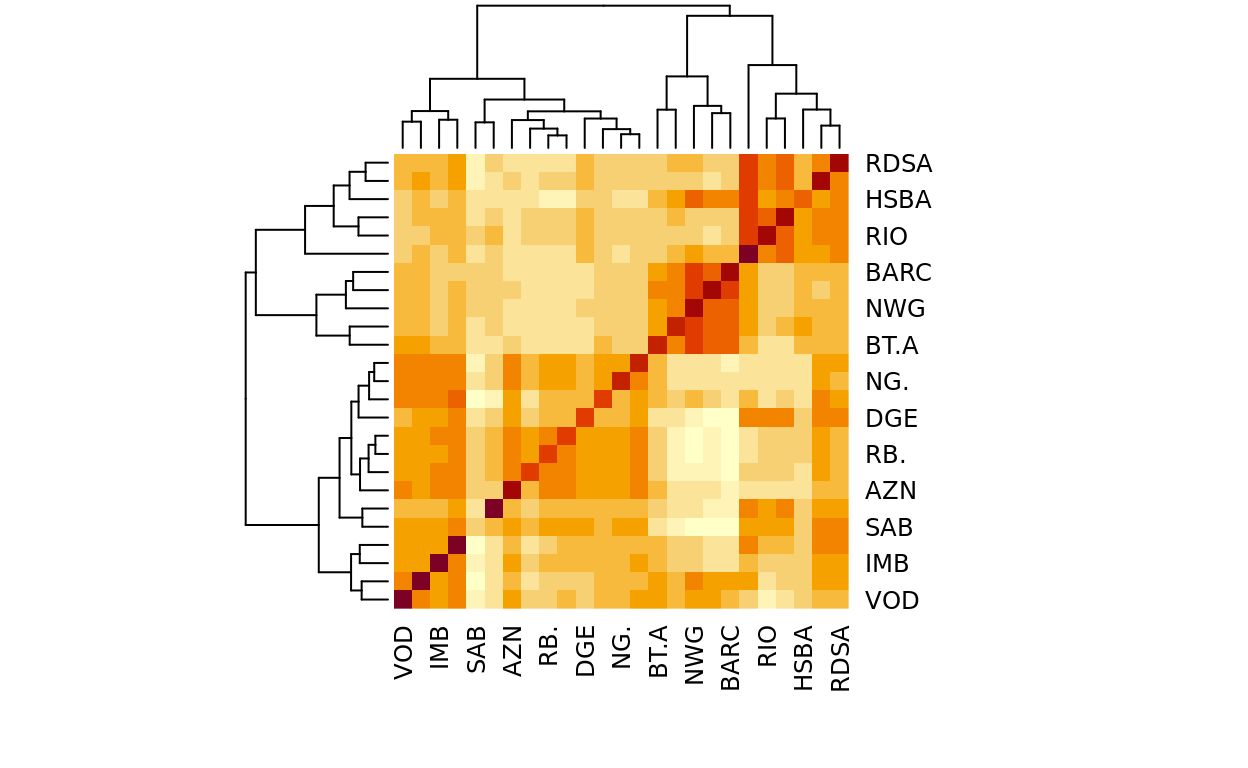 RDSA
HSBA
RIO
BARC
NWG
BT.A
NG.
DGE
RB.
AZN
SAB
IMB
VOD
VOD
IMB
SAB
AZN
RB.
DGE
NG.
BT.A
NWG
BARC
RIO
HSBA
RDSA